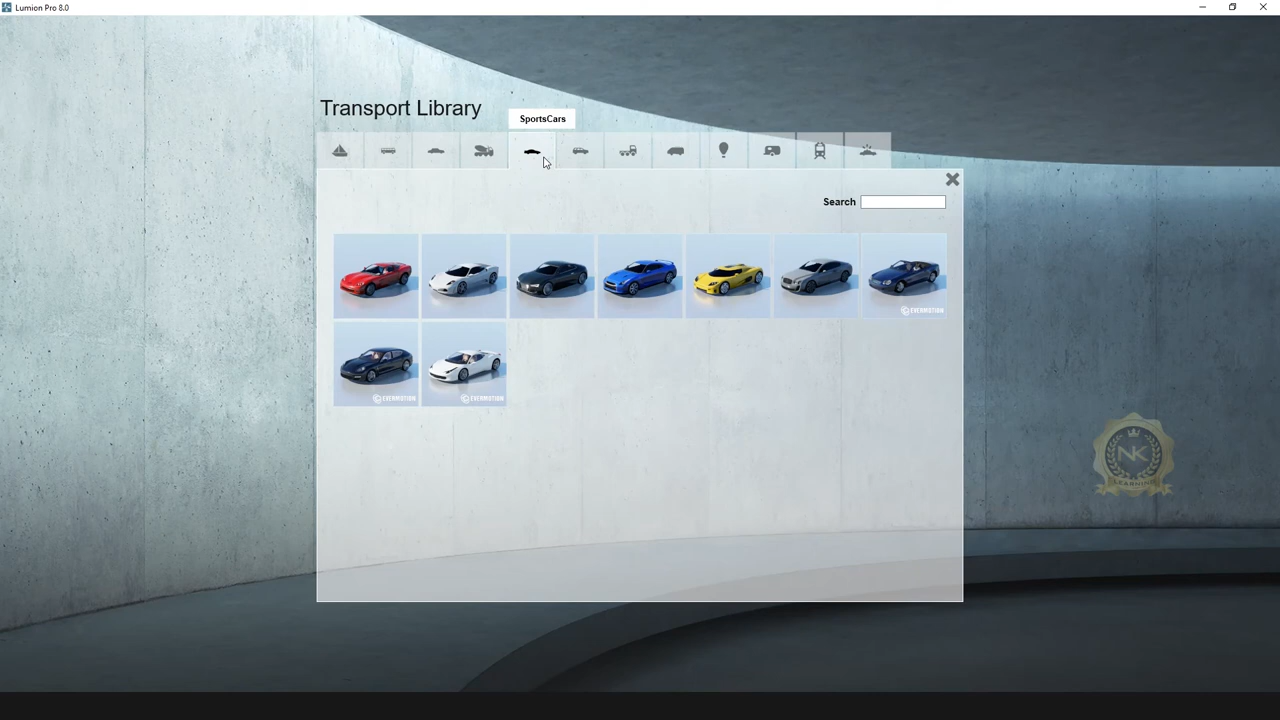 Lumion Pro 8.0
Transport Library
SportsCars
Search
EVERMOTION
EVERMOTION
EVERMOTION
NK
LEARNING